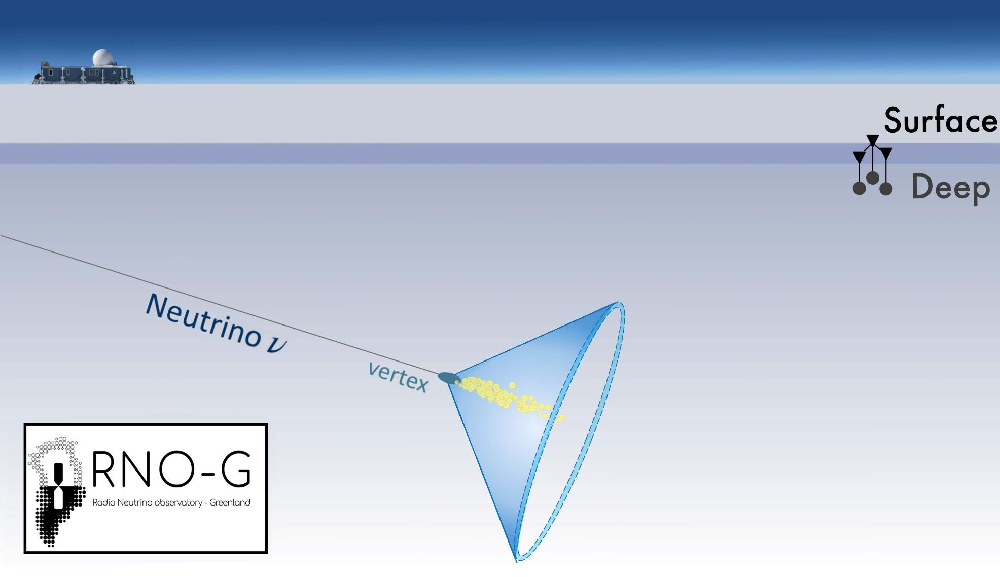 Surface
Deep
Neutrino ν
vertex
RNO-G
Radio Neutrino observatory - Greenland